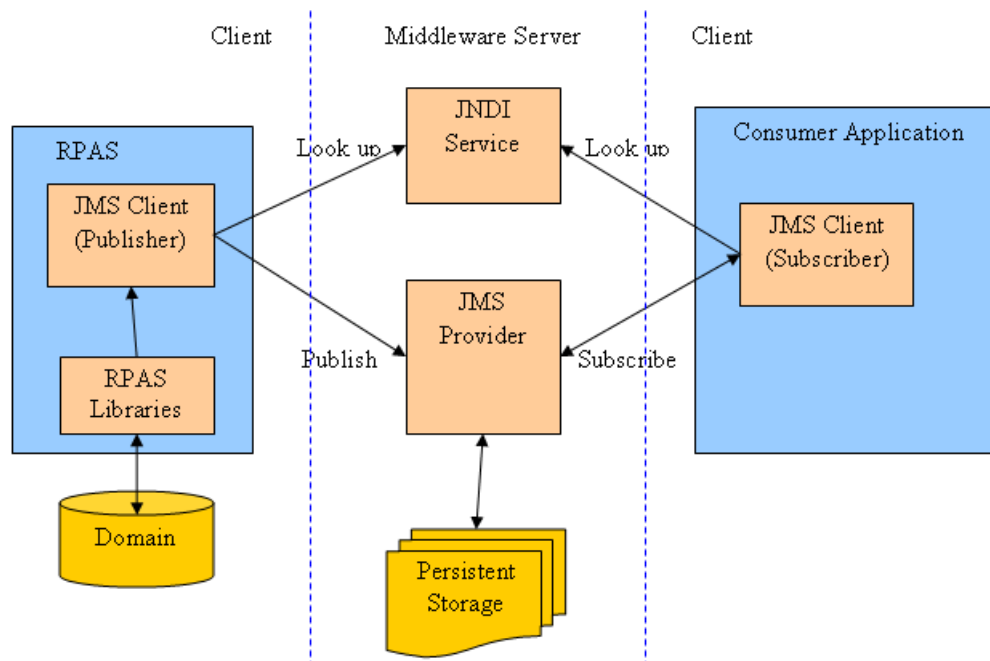 Client
Middleware Server
Client
RPAS
JMS Client
(Publisher)
RPAS
Libraries
Domain
Look up
Publish
JNDI
Service
JMS
Provider
Persistent
Storage
Look up
Subscribe
Consumer Application
JMS Client
(Subscriber)